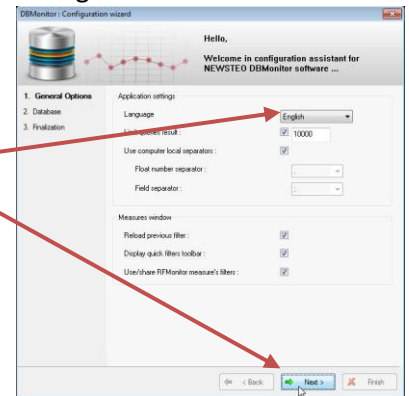 DBMonitor : Configuration wizard
Hello,
Welcome in configuration assistant for
NEWSTEO DBMonitor software ...
1. General Options
2. Database
3. Finalization
Application settings
Language
English
queries result :
10000
Use computer local separators :
Float number separator :
Field separator :
Measures window
Reload previous filter :
Display quick filters toolbar :
Use/share RFMonitor measure's filters :
< Back
Next >
Finish